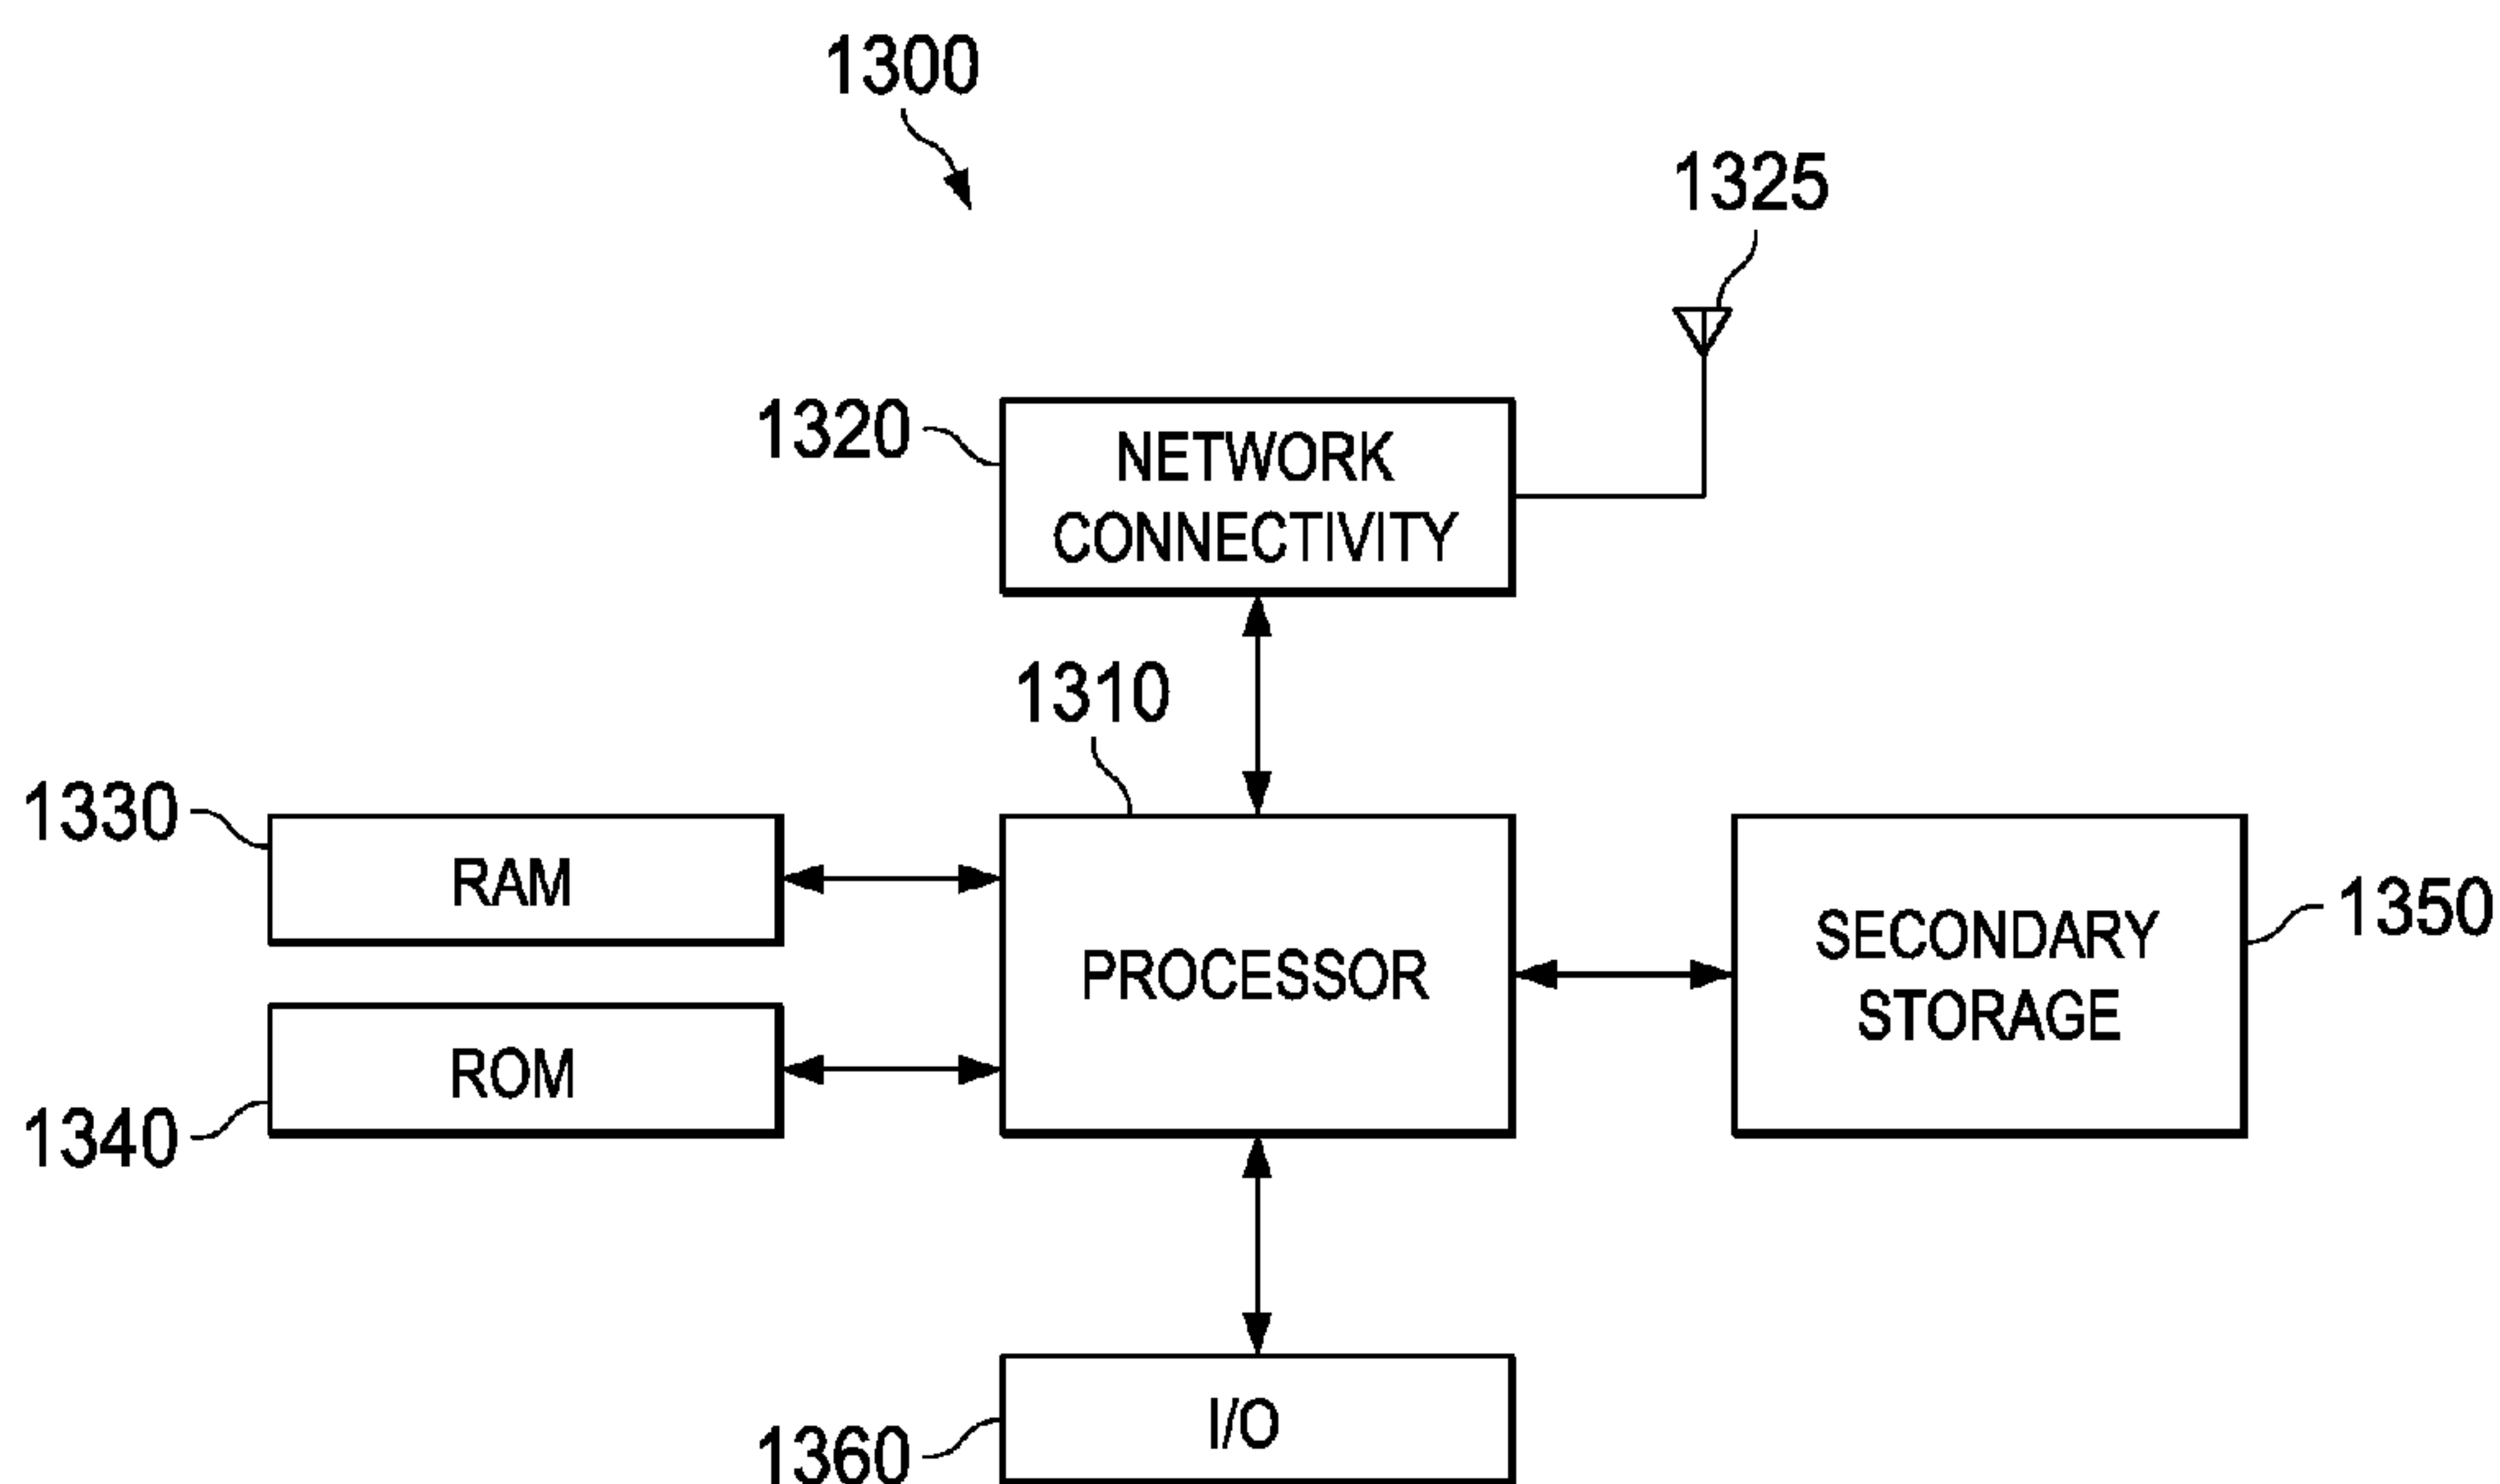 1300
1325
1320
NETWORK
CONNECTIVITY
1310
1330
RAM
PROCESSOR
SECONDARY
STORAGE
1350
ROM
1340
I/O
1360